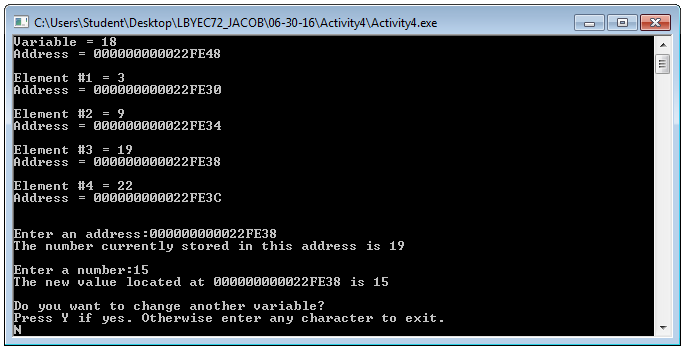 C:\Users\Student\Desktop\LBYEC72_JACOB\06-30-16\Activity4\Activity4.exe
Variable = 18
Address = 000000000022FE48
Element #1 = 3
Address = 000000000022FE30
Element #2 = 9
Address = 000000000022FE34
Element #3 = 19
Address = 000000000022FE38
Element #4 = 22
Address = 000000000022FE3C
Enter an address:000000000022FE38
The number currently stored in this address is 19
Enter a number:15
The new value located at 000000000022FE38 is 15
Do you want to change another variable?
Press Y if yes. Otherwise enter any character to exit.
N